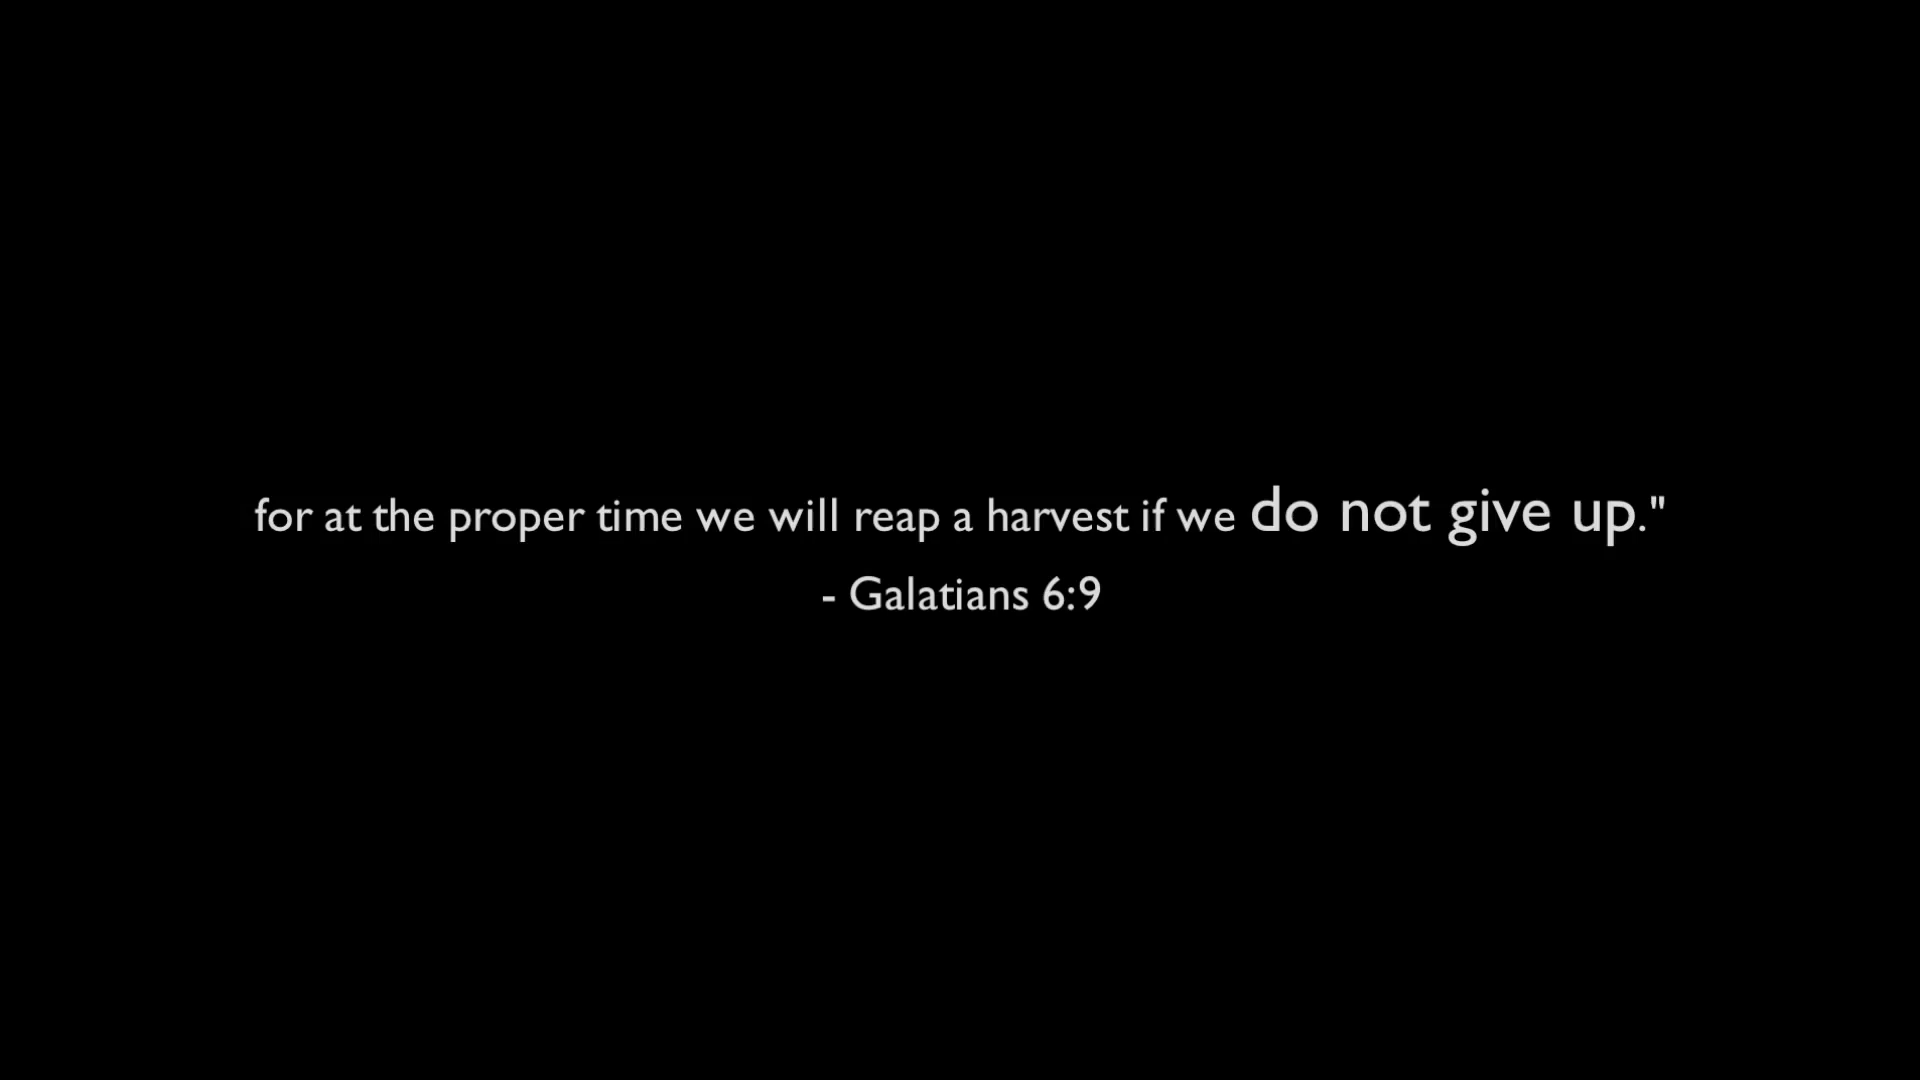 for at the proper time we will reap a harvest if we do not give up."
- Galatians 6:9